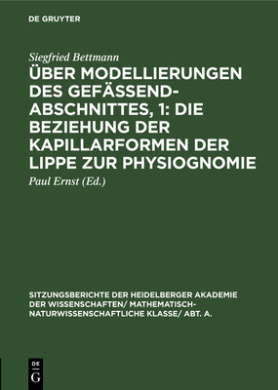 DE GRUYTER
Siegfried Bettmann
ÜBER MODELLIERUNGEN DES GEFÄSSEND-
ABSCHNITTES, 1: DIE BEZIEHUNG DER
KAPILLARFORMEN DER LIPPE ZUR PHYSIOGNOMIE
Paul Ernst (Ed.)
SITZUNGSBERICHTE DER HEIDELBERGER AKADEMIE
DER WISSENSCHAFTEN/ MATHEMATISCH-
NATURWISSENSCHAFTLICHE KLASSE/ ABT. A.
DE
G